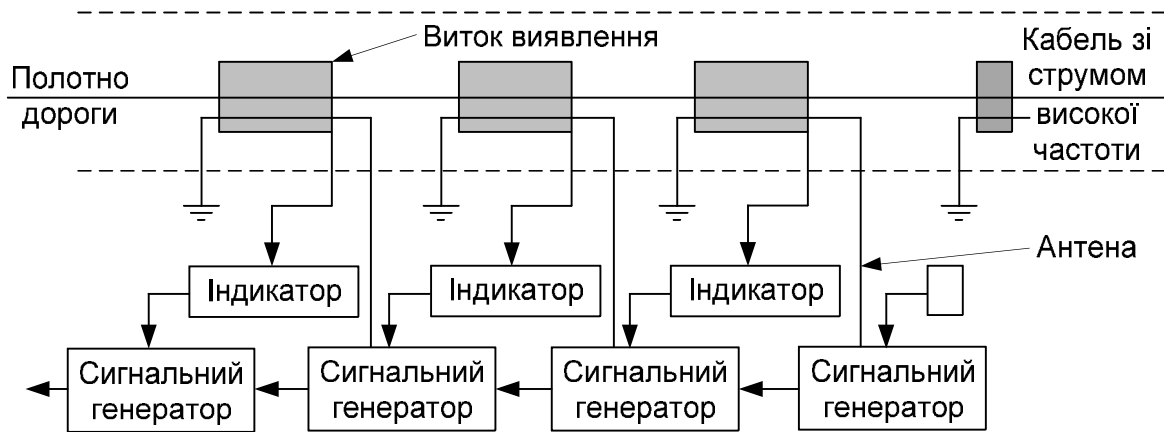 Виток виявлення
Полотно
дороги
Кабель зі
струмом
високої
частоти
Антена
Індикатор
Індикатор
Індикатор
Сигнальний
генератор
Сигнальний
генератор
Сигнальний
генератор
Сигнальний
генератор